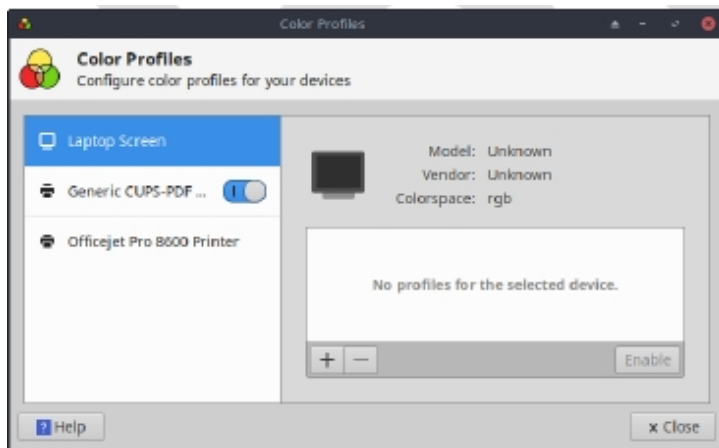 Color Profiles
Color Profiles
Configure color profiles for your devices
Laptop Screen
Generic CUPS-PDF ...
Officejet Pro 8600 Printer
Model: Unknown
Vendor: Unknown
Colorspace: rgb
No profiles for the selected device.
+ −
Enable
? Help
x Close